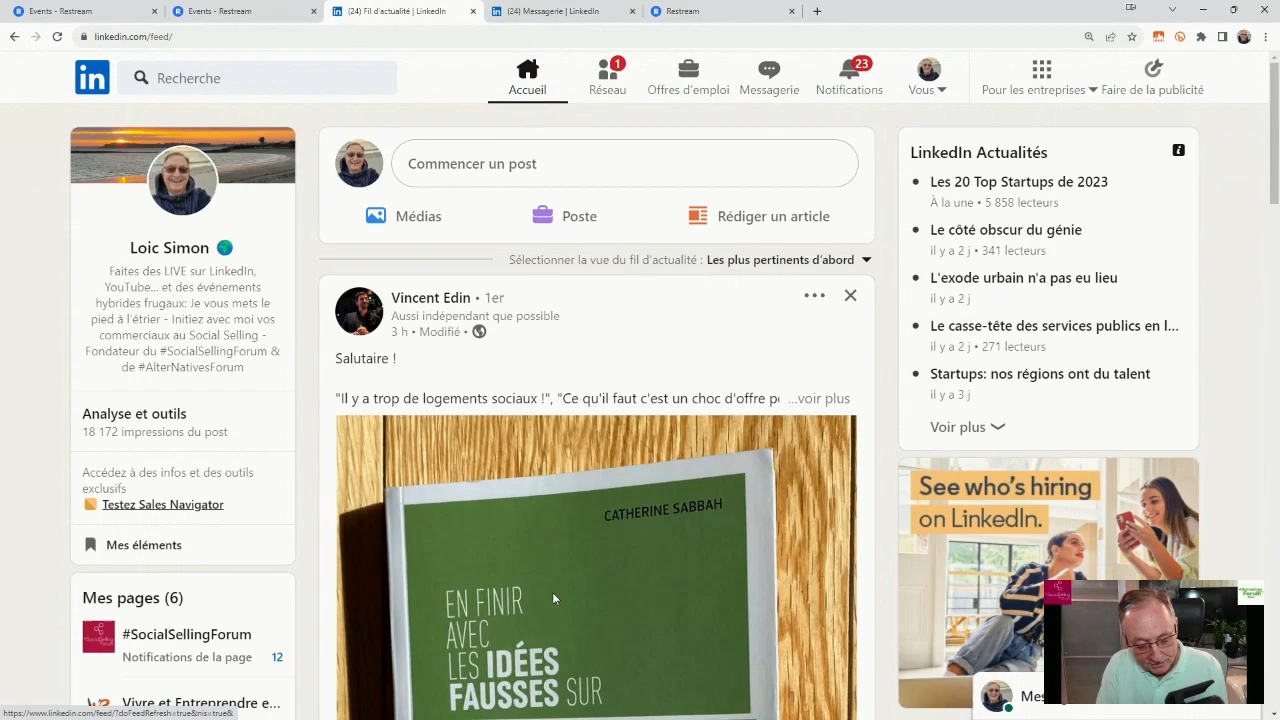 Events - Restream
Events - Restream
(24) Fil d'actualité | LinkedIn
(24) Messagerie | LinkedIn
Restream
linkedin.com/feed/
in
Recherche
Accueil
1
Réseau
Offres d'emploi
Messagerie
23
Notifications
Vous
Pour les entreprises
Faire de la publicité
Loic Simon
Faites des LIVE sur LinkedIn,
YouTube... et des événements
hybrides frugaux: Je vous mets le
pied à l'étrier - Initiez avec moi vos
commerciaux au Social Selling -
Fondateur du #SocialSellingForum &
de #AlterNativesForum
Analyse et outils
18 172 impressions du post
Accédez à des infos et des outils
exclusifs
Testez Sales Navigator
Mes éléments
Mes pages (6)
#SocialSellingForum
Notifications de la page 12
Vivre et Entreprendre e...
https://www.linkedin.com/feed/?doFeedRefresh=true&nis=true&
Commencer un post
Médias
Poste
Rédiger un article
Sélectionner la vue du fil d'actualité : Les plus pertinents d'abord
Vincent Edin • 1er
Aussi indépendant que possible
3 h • Modifié •
Salutaire !
"Il y a trop de logements sociaux !", "Ce qu'il faut c'est un choc d'offre p ...voir plus
CATHERINE SABBAH
EN FINIR
AVEC
LES IDÉES
FAUSSES SUR
LinkedIn Actualités
Les 20 Top Startups de 2023
À la une • 5 858 lecteurs
Le côté obscur du génie
il y a 2 j • 341 lecteurs
L'exode urbain n'a pas eu lieu
il y a 2 j
Le casse-tête des services publics en l...
il y a 2 j • 271 lecteurs
Startups: nos régions ont du talent
il y a 3 j
Voir plus
See who's hiring
on LinkedIn.
Mes